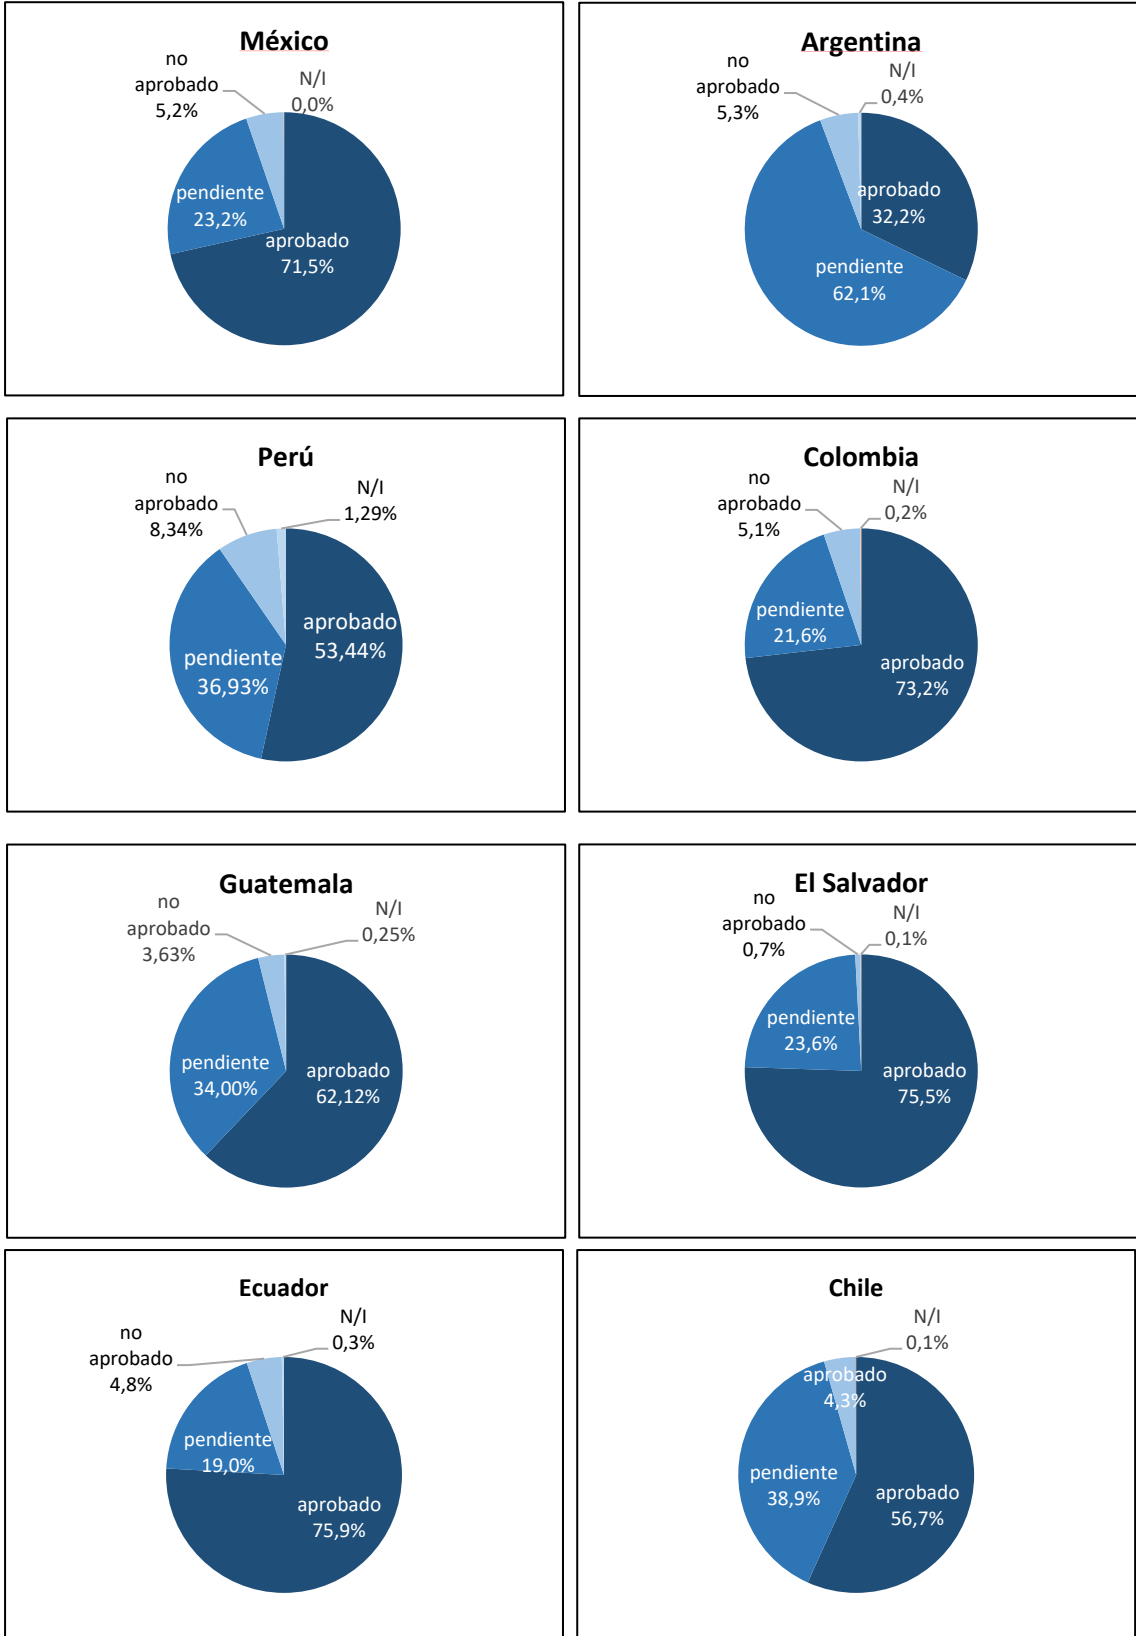 México
no
aprobado
5,2%
N/I
0,0%
pendiente
23,2%
aprobado
71,5%
Argentina
no
aprobado
5,3%
N/I
0,4%
aprobado
32,2%
pendiente
62,1%
Perú
no
aprobado
8,34%
N/I
1,29%
aprobado
53,44%
pendiente
36,93%
Colombia
no
aprobado
5,1%
N/I
0,2%
pendiente
21,6%
aprobado
73,2%
Guatemala
no
aprobado
3,63%
N/I
0,25%
pendiente
34,00%
aprobado
62,12%
El Salvador
no
aprobado
0,7%
N/I
0,1%
pendiente
23,6%
aprobado
75,5%
Ecuador
no
aprobado
4,8%
N/I
0,3%
pendiente
19,0%
aprobado
75,9%
Chile
N/I
0,1%
aprobado
4,3%
pendiente
38,9%
aprobado
56,7%